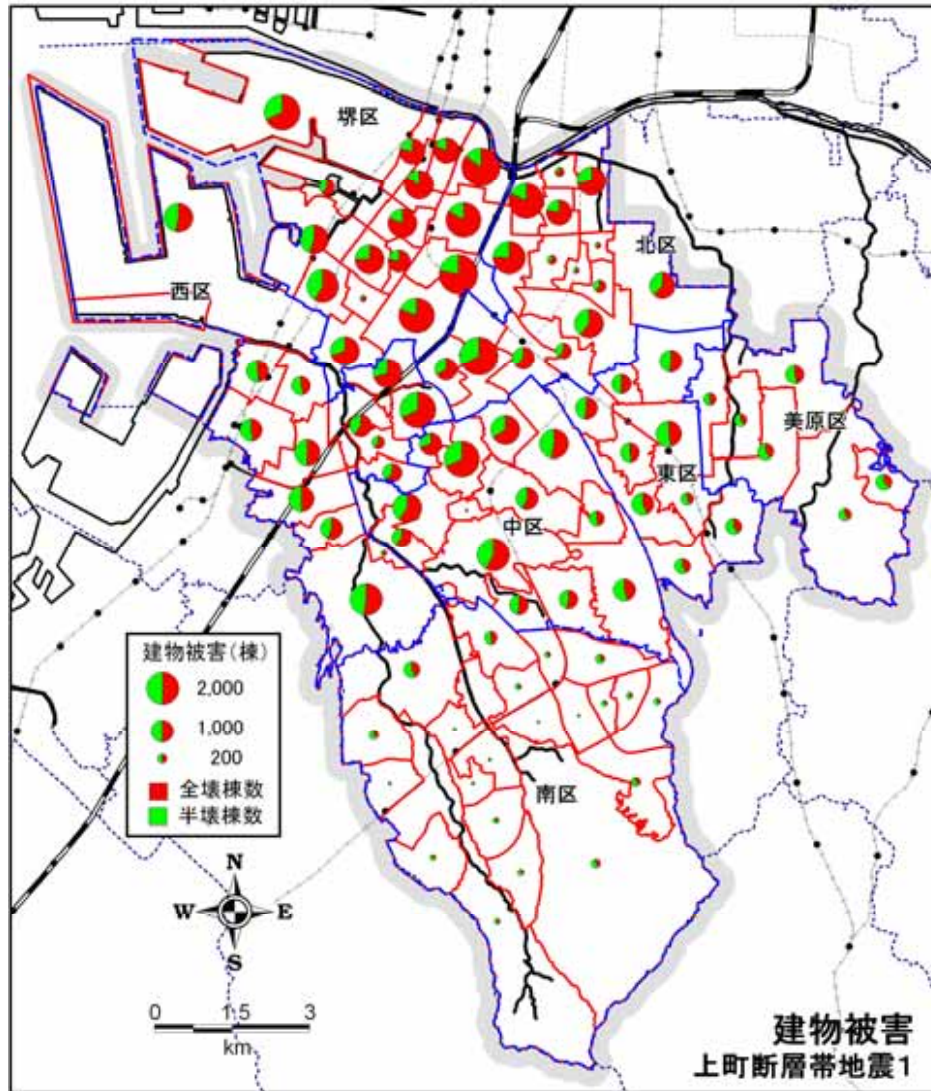 堺区
北区
西区
美原区
東区
中区
建物被害(棟)
2,000
1,000
200
全壊棟数
半壊棟数
南区
N
W E
S
0 1.5 3
km
建物被害
上町断層帯地震1